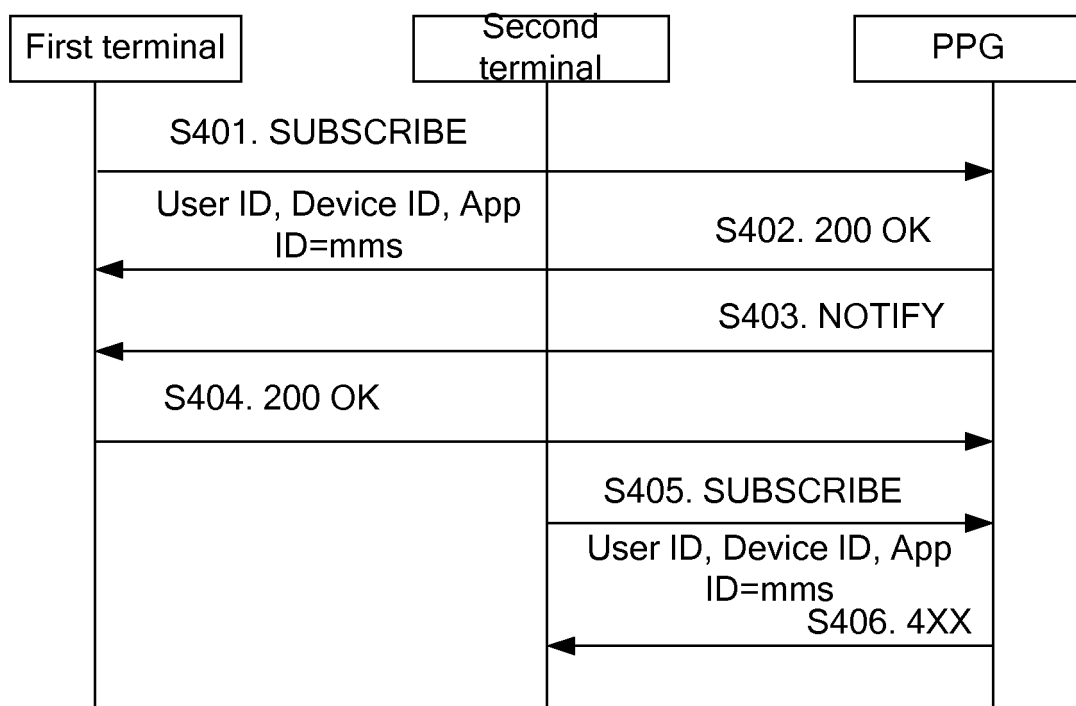 First terminal
Second
terminal
PPG
S401. SUBSCRIBE
User ID, Device ID, App
ID=mms
S402. 200 OK
S403. NOTIFY
S404. 200 OK
S405. SUBSCRIBE
User ID, Device ID, App
ID=mms
S406. 4XX